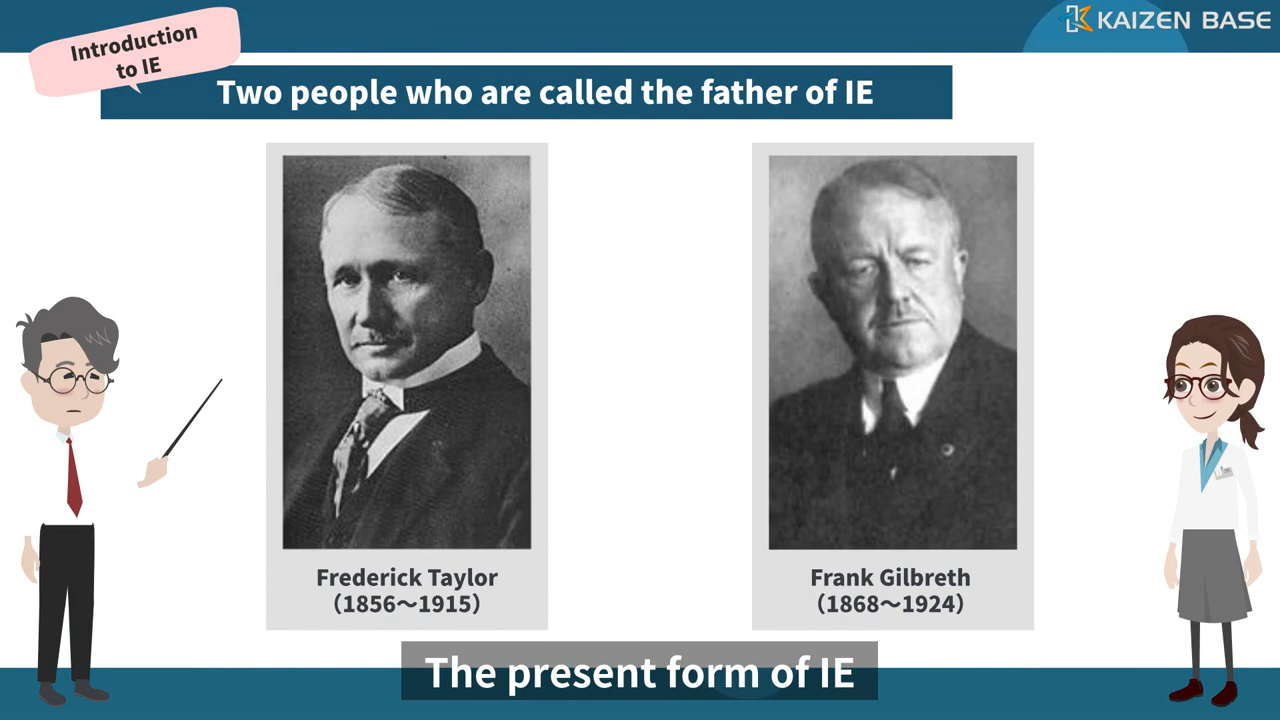 Introduction
to IE
KAIZEN BASE
Two people who are called the father of IE
Frederick Taylor
（1856～1915）
Frank Gilbreth
（1868～1924）
The present form of IE